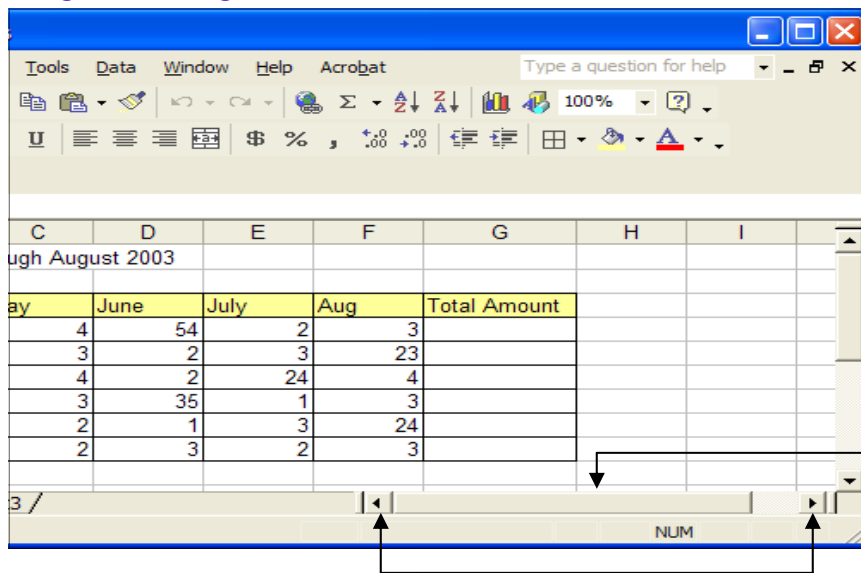 Tools Data Window Help Acrobat Type a question for help
Σ 100%
U $ % , .00 .00 A
C D E F G H I
ugh August 2003
ay June July Aug Total Amount
4 54 2 3
3 2 3 23
4 2 24 4
3 35 1 3
2 1 3 24
2 3 2 3
3 /
NUM